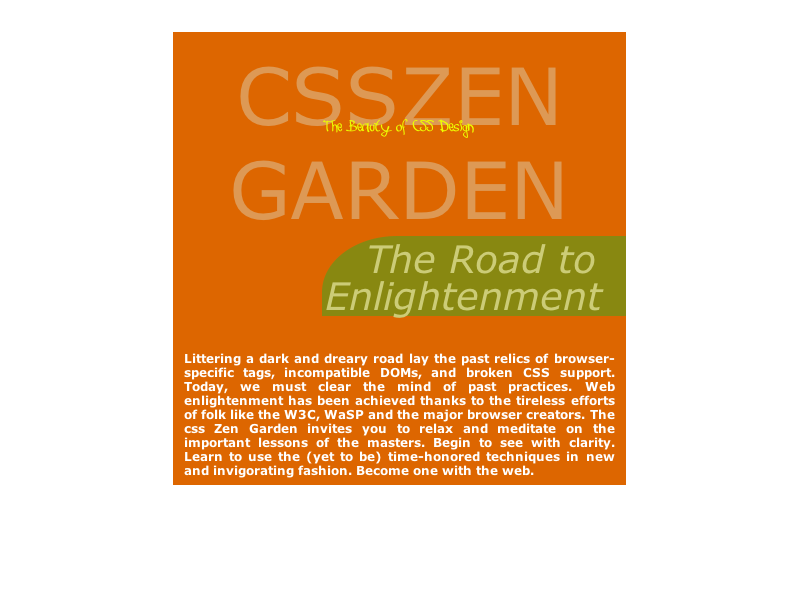 CSSZEN
The Beauty of CSS Design
GARDEN
The Road to
Enlightenment
Littering a dark and dreary road lay the past relics of browser-
specific tags, incompatible DOMs, and broken CSS support.
Today, we must clear the mind of past practices. Web
enlightenment has been achieved thanks to the tireless efforts
of folk like the W3C, WaSP and the major browser creators. The
css Zen Garden invites you to relax and meditate on the
important lessons of the masters. Begin to see with clarity.
Learn to use the (yet to be) time-honored techniques in new
and invigorating fashion. Become one with the web.